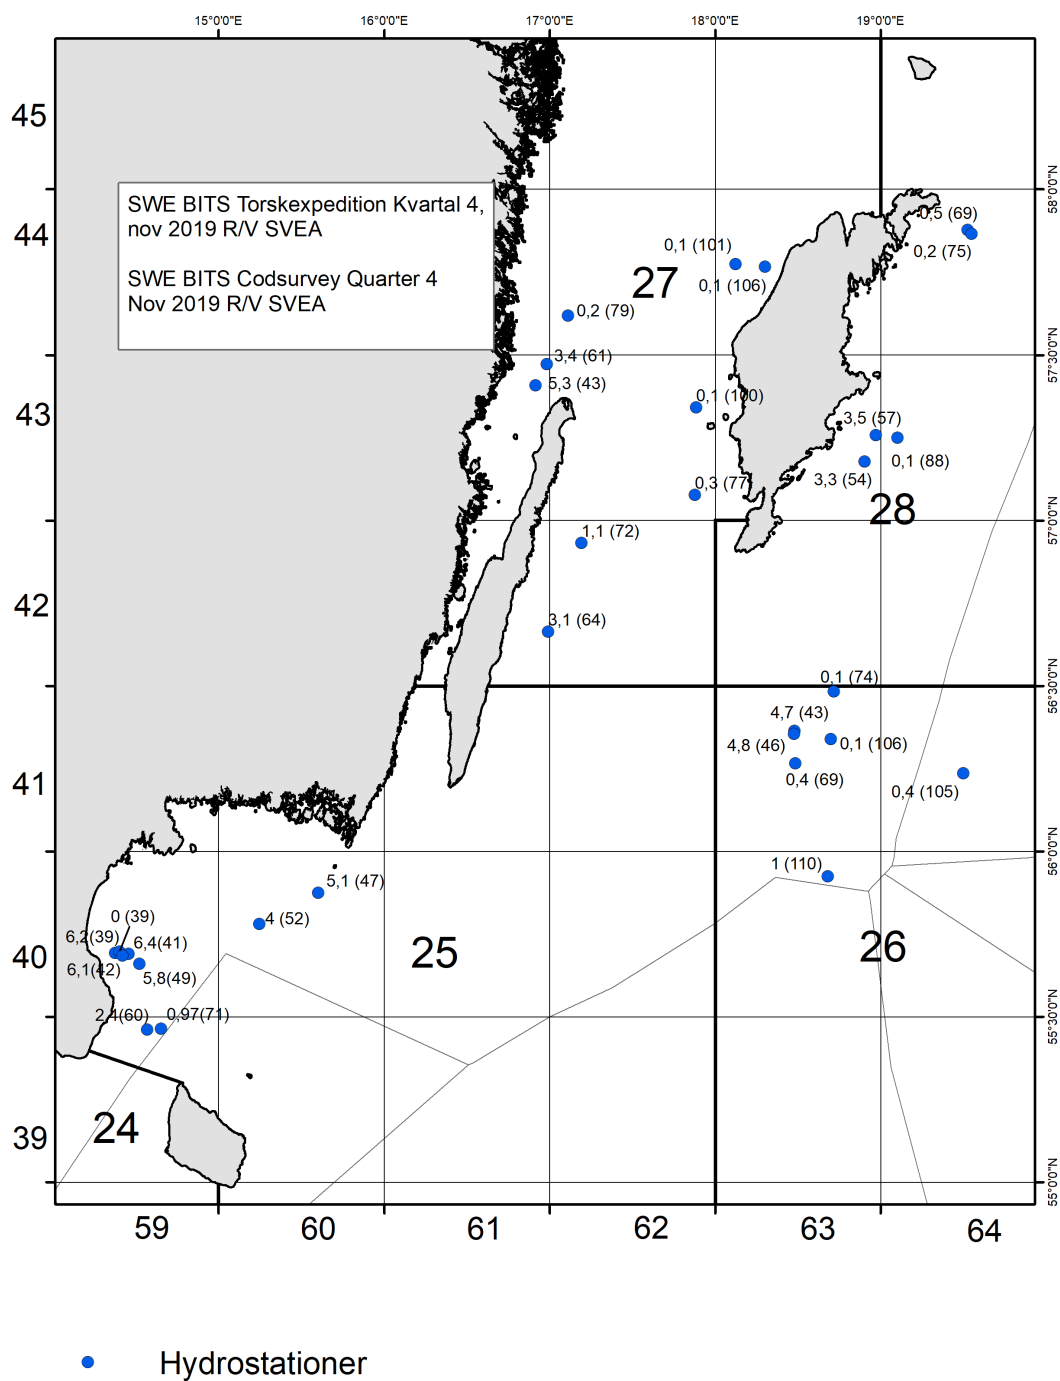 15°0'0"E
16°0'0"E
17°0'0"E
18°0'0"E
19°0'0"E
45
58°0'0"N
SWE BITS Torskexpedition Kvartal 4,
nov 2019 R/V SVEA
SWE BITS Codsurvey Quarter 4
Nov 2019 R/V SVEA
44
0,5 (69)
0,2 (75)
0,1 (101)
0,1 (106)
27
0,2 (79)
3,4 (61)
5,3 (43)
57°30'0"N
43
0,1 (100)
3,5 (57)
0,1 (88)
3,3 (54)
0,3 (77)
28
57°0'0"N
1,1 (72)
42
3,1 (64)
0,1 (74)
56°30'0"N
4,7 (43)
4,8 (46)
0,1 (106)
0,4 (69)
0,4 (105)
41
56°0'0"N
1 (110)
5,1 (47)
4 (52)
0 (39)
6,2(39)
6,4(41)
6,1(42)
5,8(49)
40
25
26
2,4(60)
0,97(71)
55°30'0"N
24
39
55°0'0"N
59
60
61
62
63
64
Hydrostationer